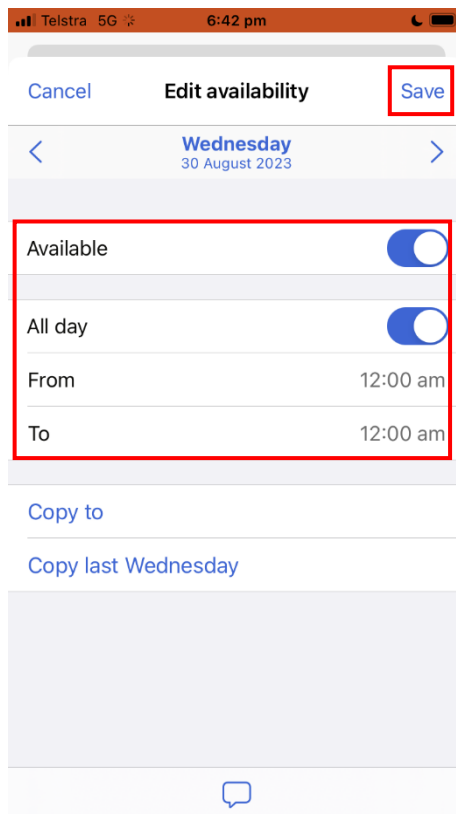 Telstra 5G 6:42 pm
Cancel Edit availability Save
Wednesday
30 August 2023
Available
All day
From 12:00 am
To 12:00 am
Copy to
Copy last Wednesday